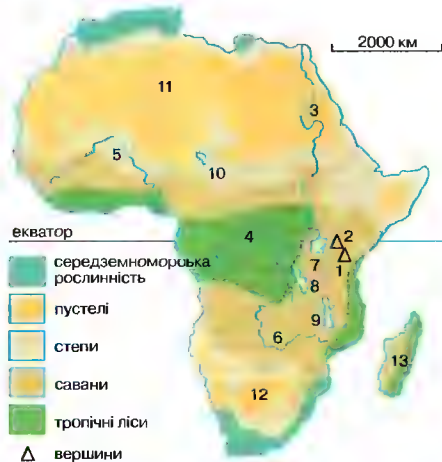 2000 км
11
3
5
10
екватор
4
2
1
середземноморська
рослинність
7
8
пустелі
9
6
степи
13
савани
12
тропічні ліси
вершини